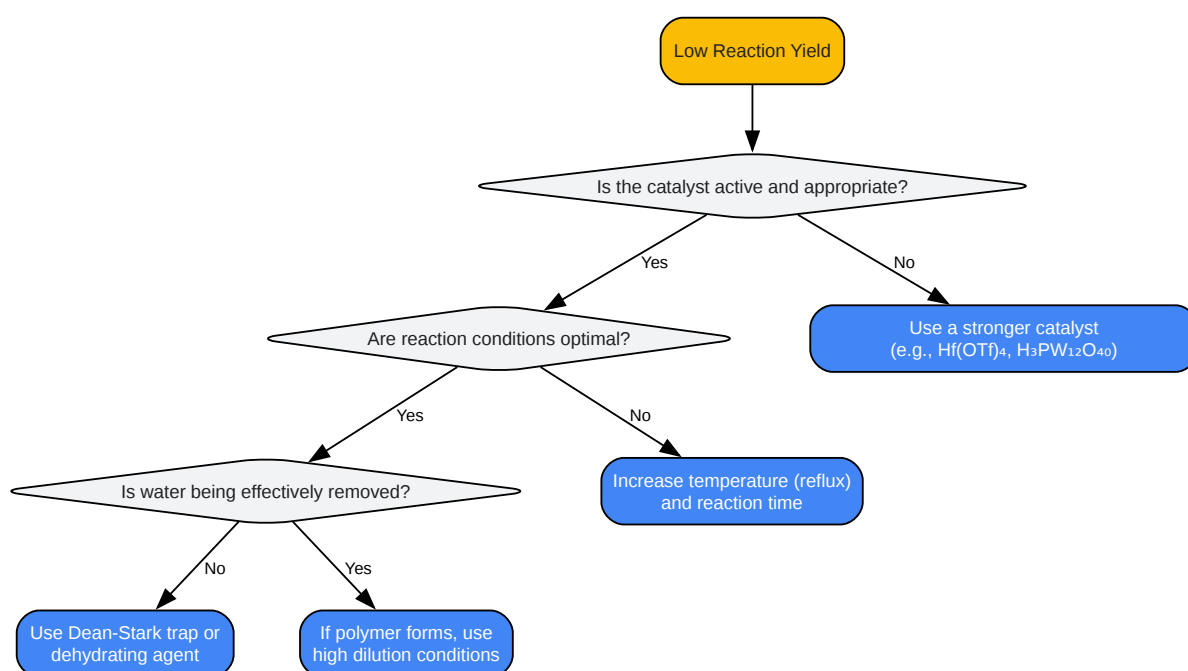 Low Reaction Yield
Is the catalyst active and appropriate?
Yes
No
Are reaction conditions optimal?
Use a stronger catalyst
(e.g., Hf(OTf)₄, H₃PW₁₂O₄₀)
Yes
No
Is water being effectively removed?
Increase temperature (reflux)
and reaction time
No
Yes
Use Dean-Stark trap or
dehydrating agent
If polymer forms, use
high dilution conditions